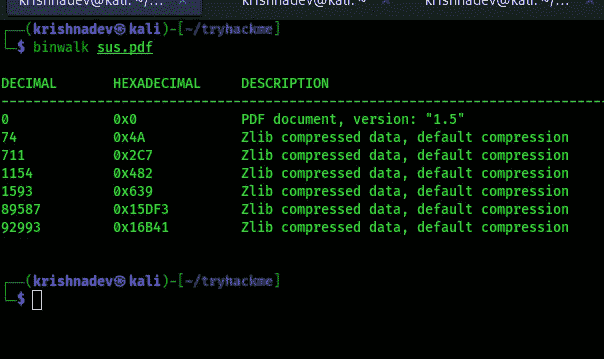 krishnadev@kali: ~/... × krishnadev@kali: ~ × krishnadev@kali: ~/... ×
┌──(krishnadev㉿kali)-[~/tryhackme]
└─$ binwalk sus.pdf
DECIMAL HEXADECIMAL DESCRIPTION
--------------------------------------------------------------------------------
0 0x0 PDF document, version: "1.5"
74 0x4A Zlib compressed data, default compression
711 0x2C7 Zlib compressed data, default compression
1154 0x482 Zlib compressed data, default compression
1593 0x639 Zlib compressed data, default compression
89587 0x15DF3 Zlib compressed data, default compression
92993 0x16B41 Zlib compressed data, default compression
┌──(krishnadev㉿kali)-[~/tryhackme]
└─$